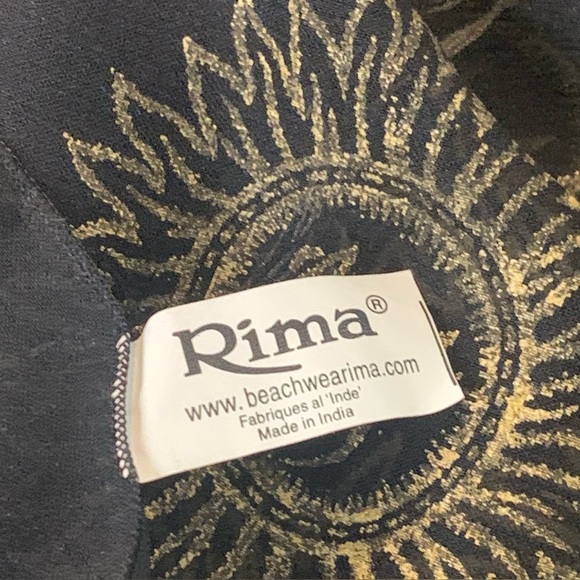 Rima®
www.beachwearima.com
Fabriques al 'Inde'
Made in India